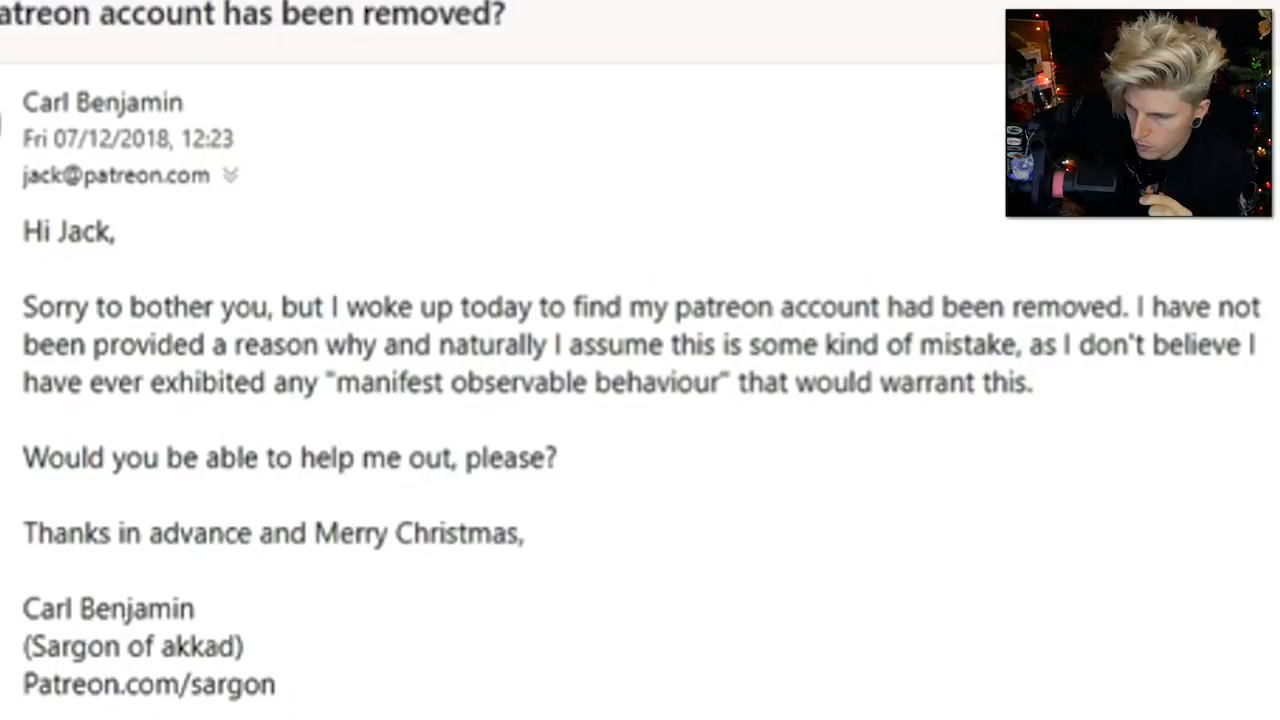 atreon account has been removed?
Carl Benjamin
Fri 07/12/2018, 12:23
jack@patreon.com
Hi Jack,
Sorry to bother you, but I woke up today to find my patreon account had been removed. I have not
been provided a reason why and naturally I assume this is some kind of mistake, as I don't believe I
have ever exhibited any "manifest observable behaviour" that would warrant this.
Would you be able to help me out, please?
Thanks in advance and Merry Christmas,
Carl Benjamin
(Sargon of akkad)
Patreon.com/sargon